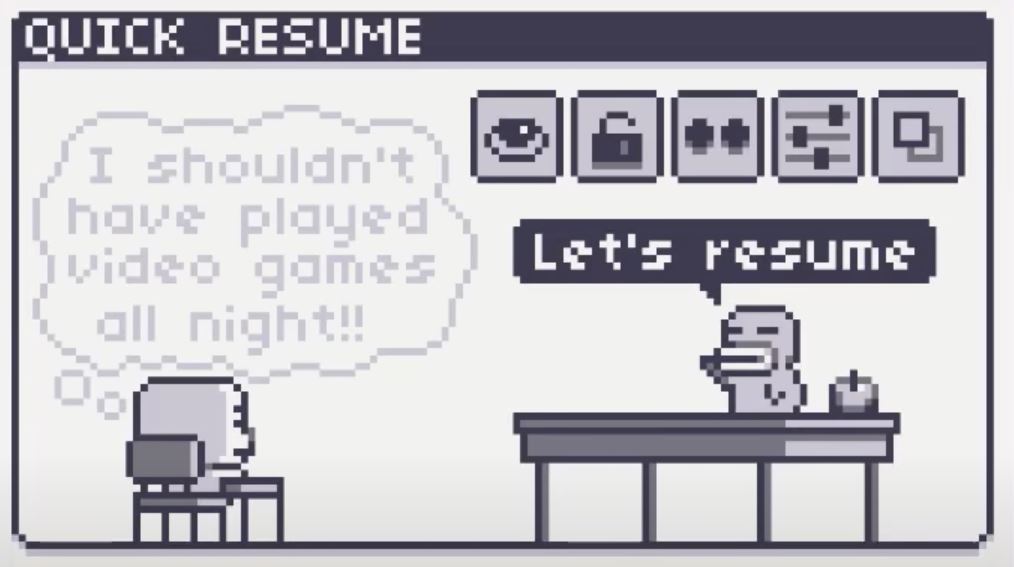 QUICK RESUME
I shouldn't
have played
video games
all night!!
Let's resume